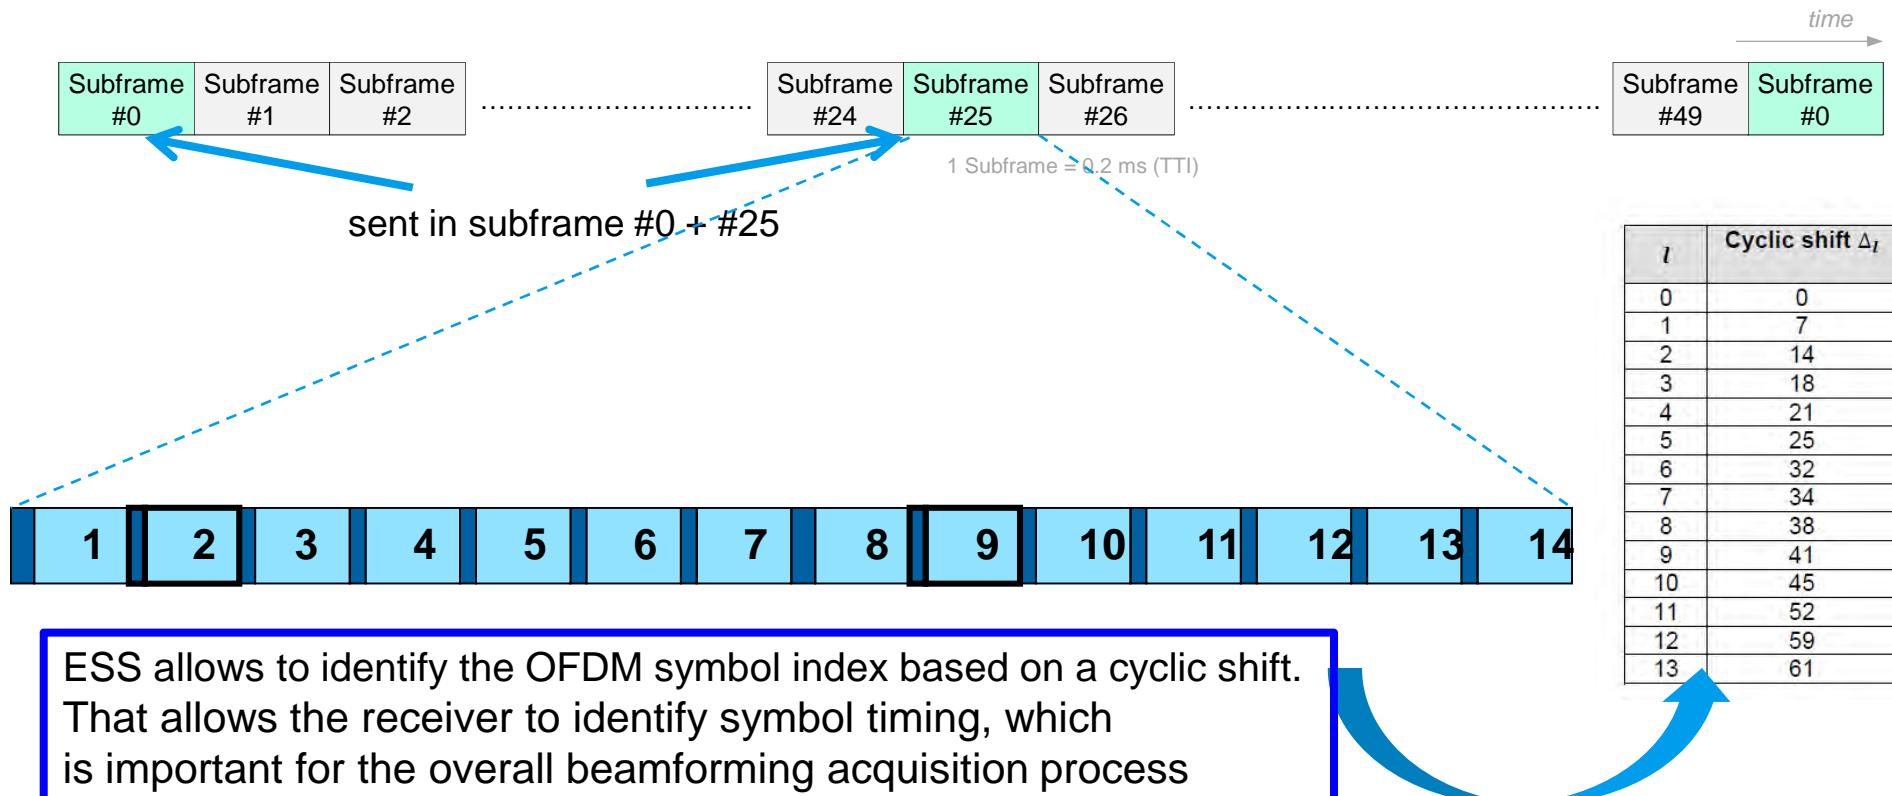 time
Subframe #0 Subframe #1 Subframe #2 ............................... Subframe #24 Subframe #25 Subframe #26 .............................................. Subframe #49 Subframe #0
1 Subframe = 0.2 ms (TTI)
sent in subframe #0 + #25
l Cyclic shift Δl
0 0
1 7
2 14
3 18
4 21
5 25
6 32
7 34
8 38
9 41
10 45
11 52
12 59
13 61
1 2 3 4 5 6 7 8 9 10 11 12 13 14
ESS allows to identify the OFDM symbol index based on a cyclic shift.
That allows the receiver to identify symbol timing, which
is important for the overall beamforming acquisition process